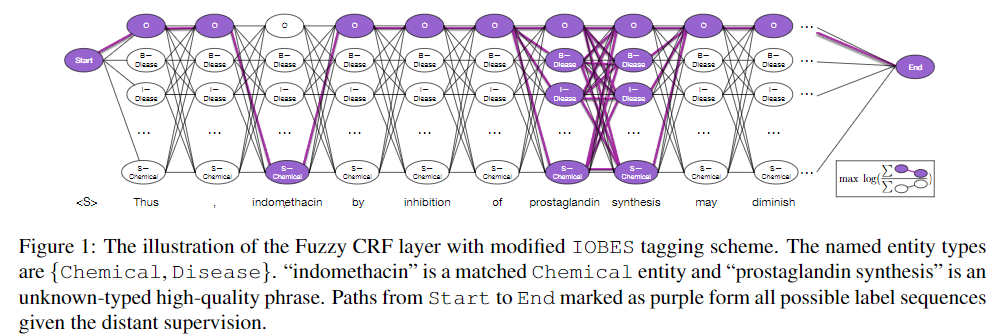 O O O O O O O O O O ...
Start
B– B– B– B– B– B– B– B– B– B– ...
Disease Disease Disease Disease Disease Disease Disease Disease Disease Disease
End
I– I– I– I– I– I– I– I– I– I– ...
Disease Disease Disease Disease Disease Disease Disease Disease Disease Disease
... ... ... ... ... ... ... ... ... ...
S– S– S– S– S– S– S– S– S– S– ...
Chemical Chemical Chemical Chemical Chemical Chemical Chemical Chemical Chemical Chemical
max log(∑/∑)
<S> Thus , indomethacin by inhibition of prostaglandin synthesis may diminish
Figure 1: The illustration of the Fuzzy CRF layer with modified IOBES tagging scheme. The named entity types
are {Chemical, Disease}. “indomethacin” is a matched Chemical entity and “prostaglandin synthesis” is an
unknown-typed high-quality phrase. Paths from Start to End marked as purple form all possible label sequences
given the distant supervision.